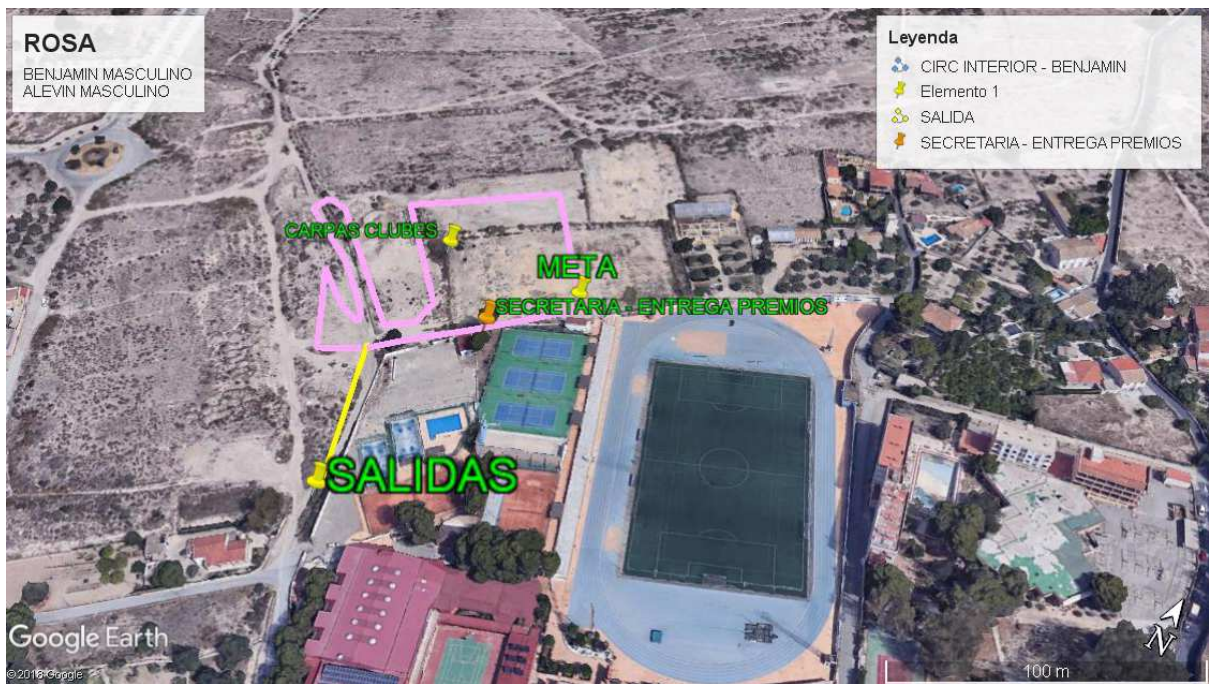 ROSA
BENJAMIN MASCULINO
ALEVIN MASCULINO
Leyenda
CIRC INTERIOR - BENJAMIN
Elemento 1
SALIDA
SECRETARIA - ENTREGA PREMIOS
CARPAS CLUBES
META
SECRETARIA - ENTREGA PREMIOS
SALIDAS
Google Earth
© 2018 Google
N
100 m